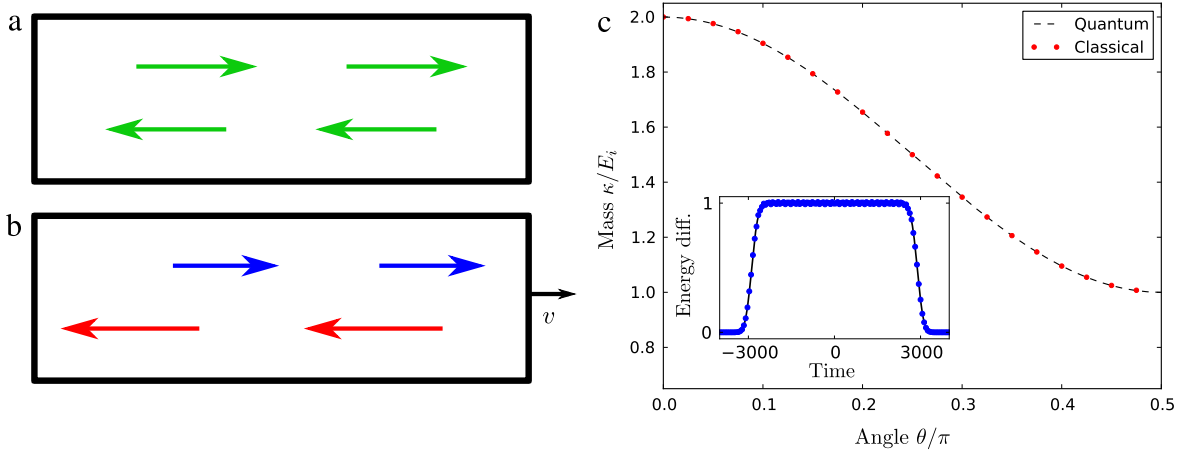 a
b
v
c
Quantum
Classical
Mass κ/E_i
2.0
1.8
1.6
1.4
1.2
1.0
0.8
0.0
0.1
0.2
0.3
0.4
0.5
Angle θ/π
Energy diff.
1
0
−3000
0
3000
Time